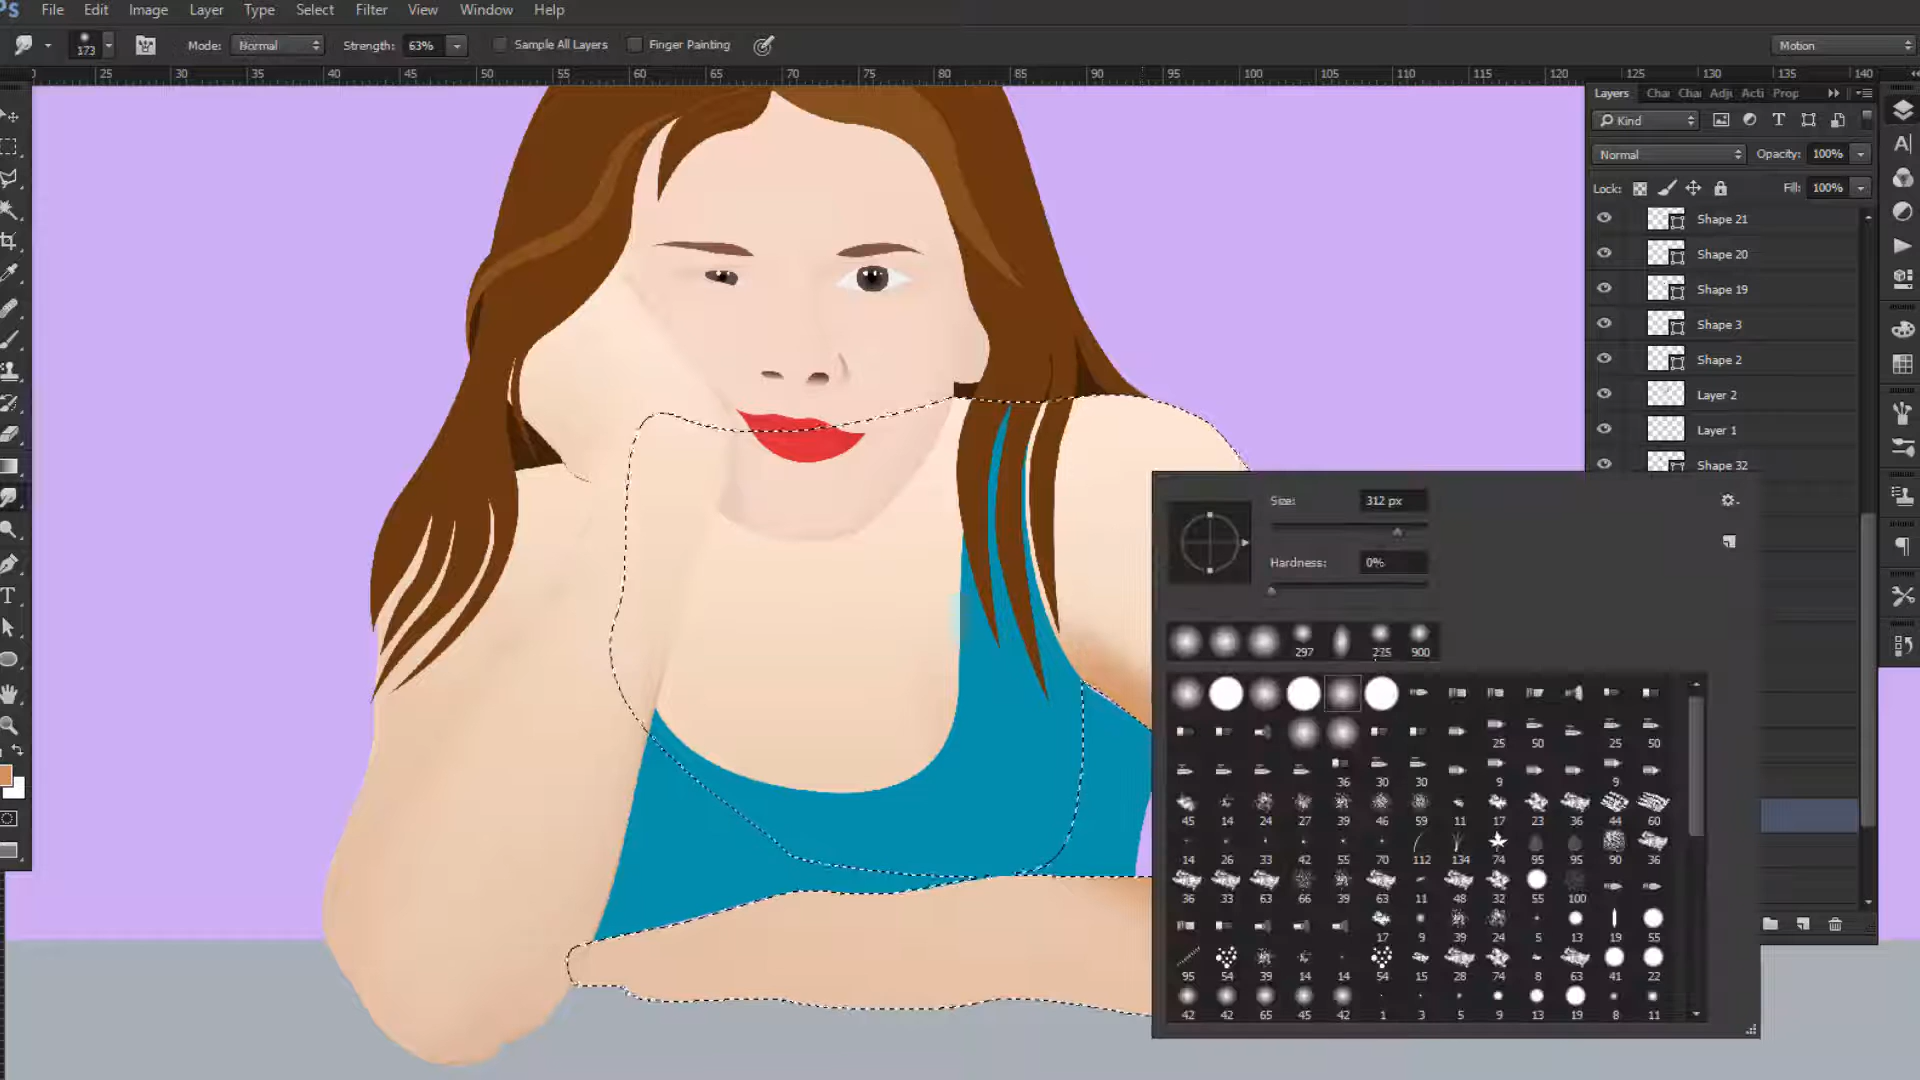 Ps File Edit Image Layer Type Select Filter View Window Help
173 Mode: Normal Strength: 63% Sample All Layers Finger Painting Motion
0 25 30 35 40 45 50 55 60 65 70 75 80 85 90 95 100 105 110 115 120 125 130 135 140
Layers Cha Cha Adju Acti Prop
Kind T
Normal Opacity: 100%
Lock: Fill: 100%
Shape 21
Shape 20
Shape 19
Shape 3
Shape 2
Layer 2
Layer 1
Shape 32
Size: 312 px
Hardness: 0%
297 235 900
25 50 25 50
36 30 30 9 9
45 14 24 27 39 46 59 11 17 23 36 44 60
14 26 33 42 55 70 112 134 74 95 95 90 36
36 33 63 66 39 63 11 48 32 55 100
17 9 39 24 5 13 19 55
95 54 39 14 14 54 15 28 74 8 63 41 22
42 42 65 45 42 1 3 5 9 13 19 8 11